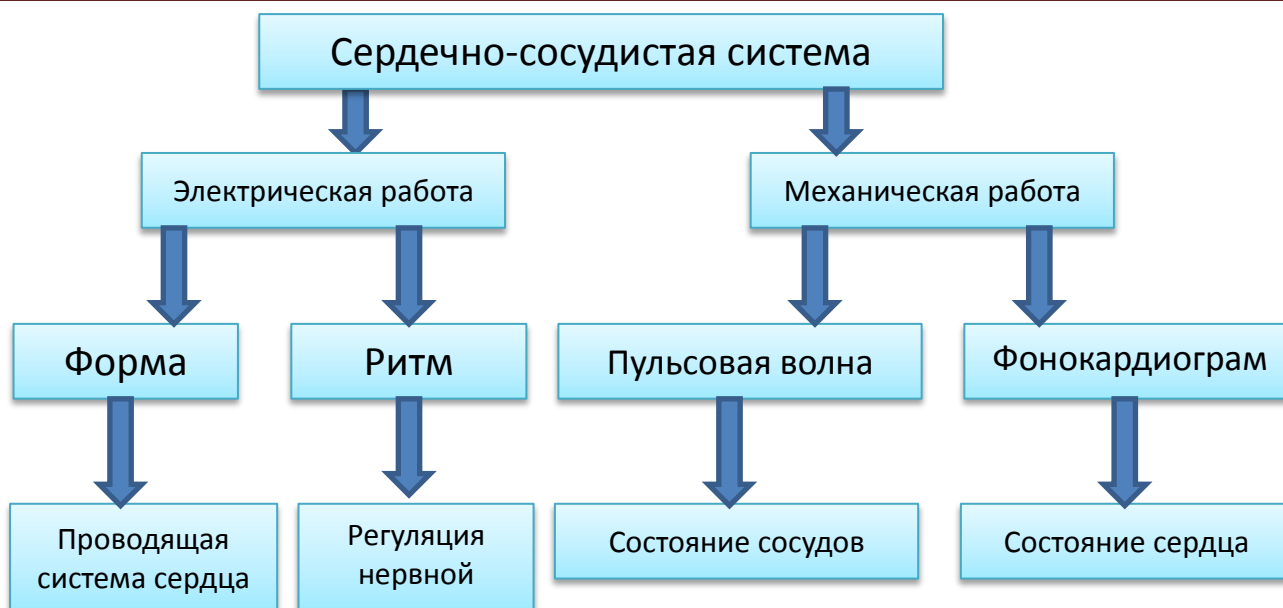 Сердечно-сосудистая система
Электрическая работа
Механическая работа
Форма
Ритм
Пульсовая волна
Фонокардиограм
Проводящая
система сердца
Регуляция
нервной
Состояние сосудов
Состояние сердца